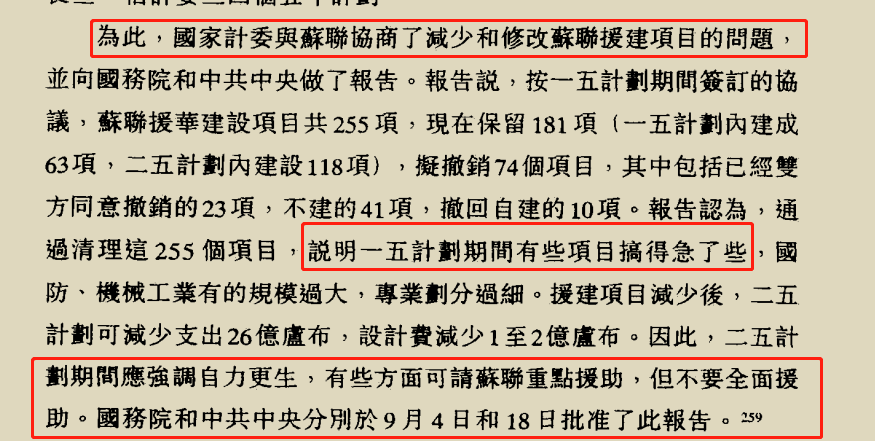 為此，國家計委與蘇聯協商了減少和修改蘇聯援建項目的問題，
並向國務院和中共中央做了報告。報告説，按一五計劃期間簽訂的協
議，蘇聯援華建設項目共255項，現在保留181項（一五計劃內建成
63項，二五計劃內建設118項），擬撤銷74個項目，其中包括已經雙
方同意撤銷的23項，不建的41項，撤回自建的10項。報告認為，通
過清理這255個項目，説明一五計劃期間有些項目搞得急了些，國
防、機械工業有的規模過大，專業劃分過細。援建項目減少後，二五
計劃可減少支出26億盧布，設計費減少1至2億盧布。因此，二五計
劃期間應強調自力更生，有些方面可請蘇聯重點援助，但不要全面援
助。國務院和中共中央分別於9月4日和18日批准了此報告。259